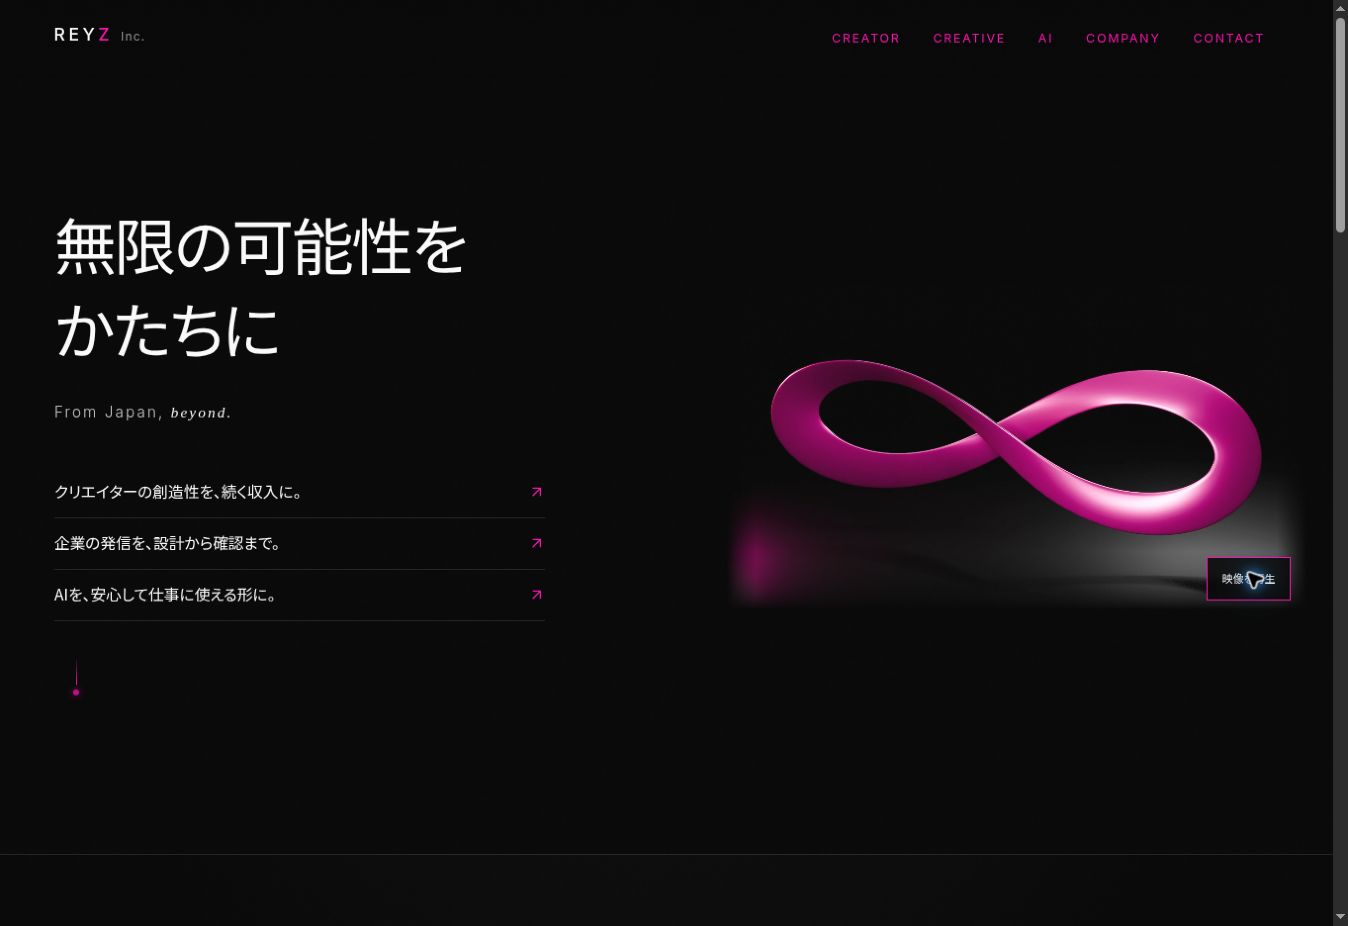 REYZ Inc.
CREATOR CREATIVE AI COMPANY CONTACT
無限の可能性を
かたちに
From Japan, beyond.
クリエイターの創造性を、続く収入に。
企業の発信を、設計から確認まで。
AIを、安心して仕事に使える形に。
映像を再生